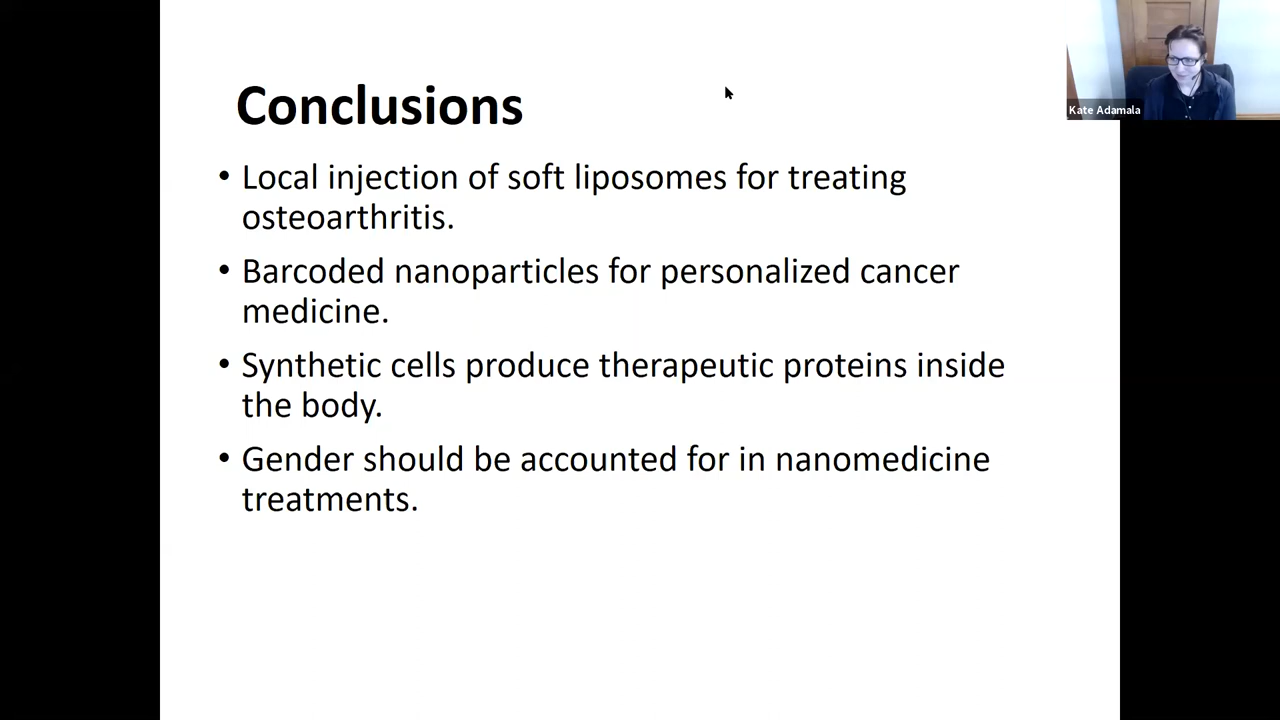 Conclusions
Kate Adamala
• Local injection of soft liposomes for treating
osteoarthritis.
• Barcoded nanoparticles for personalized cancer
medicine.
• Synthetic cells produce therapeutic proteins inside
the body.
• Gender should be accounted for in nanomedicine
treatments.